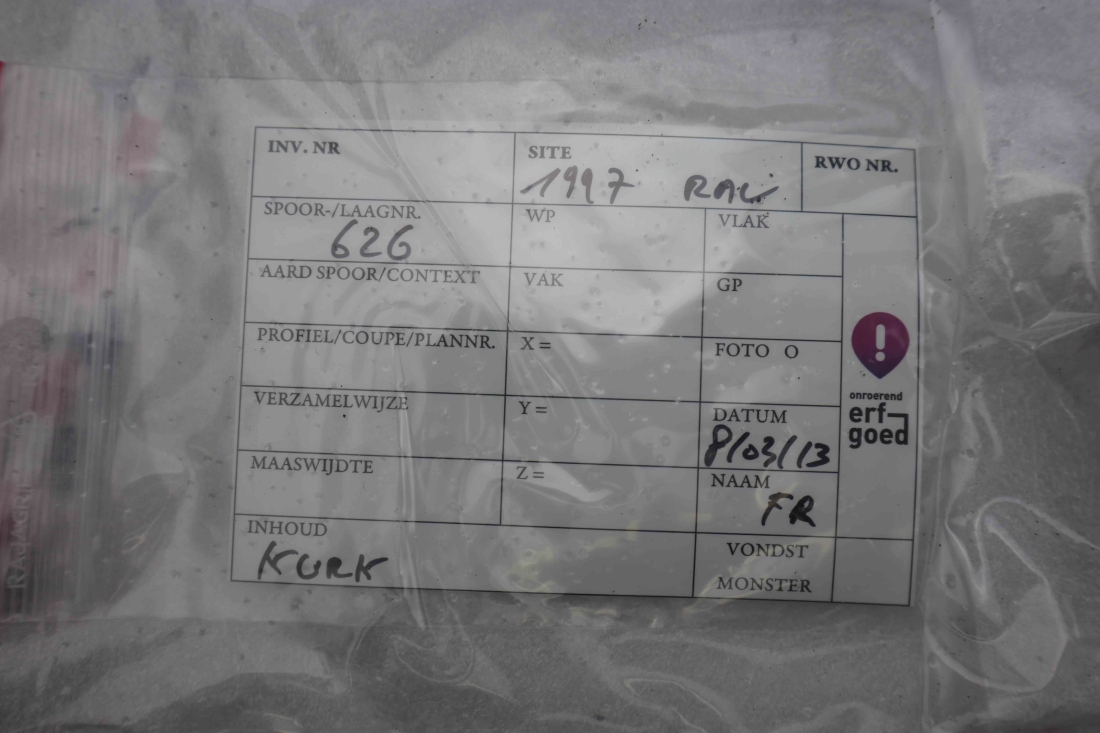 INV. NR
SITE
RWO NR.
1997
SPOOR-/LAAGNR.
WP
VLAK
626
AARD SPOOR/CONTEXT
VAK
GP
PROFIEL/COUPE/PLANNR.
X =
FOTO O
VERZAMELWIJZE
Y =
DATUM
8/03/13
MAASWIJDTE
Z =
NAAM
FR
INHOUD
KURK
VONDST
MONSTER
!
onroerend
erf
goed